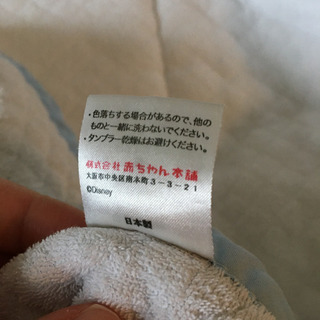 ・色落ちする場合があるので、他の
ものと一緒に洗わないでください。
・タンブラー乾燥はお避けください。
株式会社 赤ちゃん本舗
大阪市中央区南本町3-3-21
©Disney
日本製